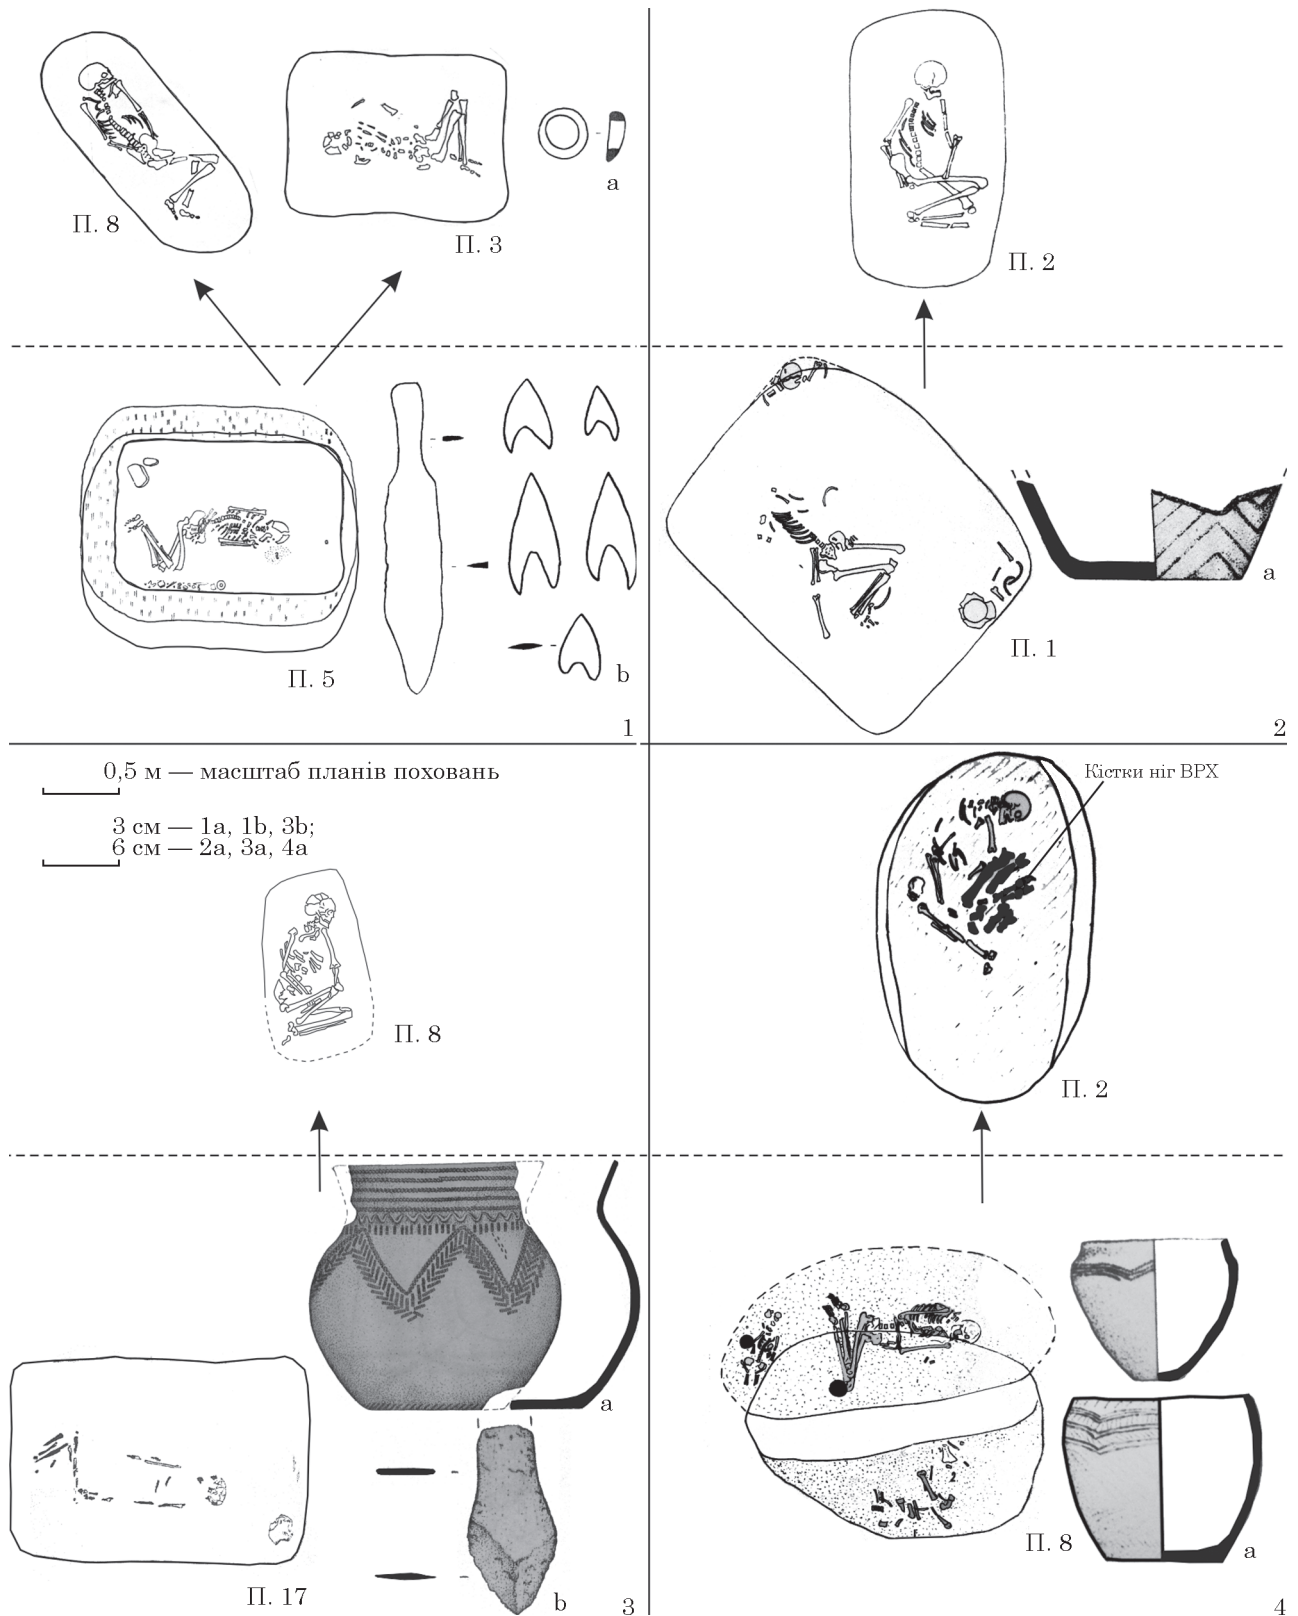 П. 8
П. 3
a
П. 2
П. 5
b
1
П. 1
a
2
0,5 м — масштаб планів поховань
3 см — 1a, 1b, 3b;
6 см — 2a, 3a, 4a
П. 8
Кістки ніг ВРХ
П. 2
a
П. 17
b
3
П. 8
a
4